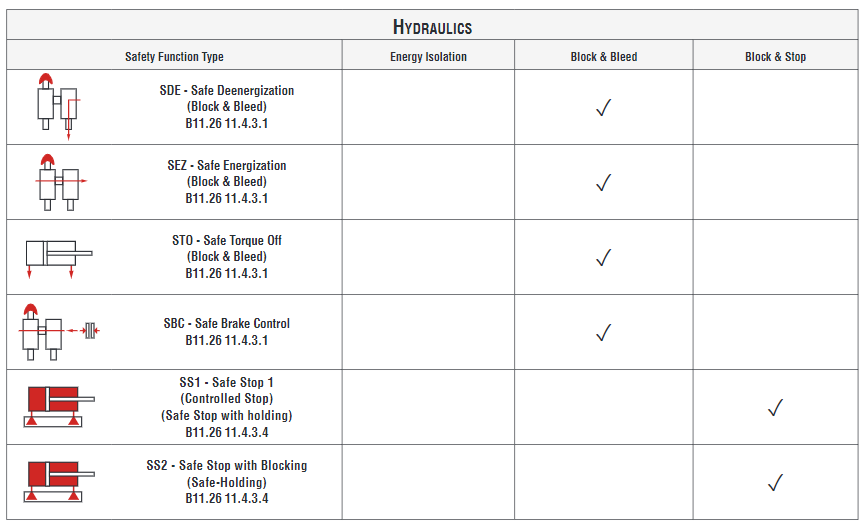 HYDRAULICS
Safety Function Type Energy Isolation Block & Bleed Block & Stop
SDE - Safe Deenergization
(Block & Bleed)
B11.26 11.4.3.1
✓
SEZ - Safe Energization
(Block & Bleed)
B11.26 11.4.3.1
✓
STO - Safe Torque Off
(Block & Bleed)
B11.26 11.4.3.1
✓
SBC - Safe Brake Control
B11.26 11.4.3.1
✓
SS1 - Safe Stop 1
(Controlled Stop)
(Safe Stop with holding)
B11.26 11.4.3.4
✓
SS2 - Safe Stop with Blocking
(Safe-Holding)
B11.26 11.4.3.4
✓